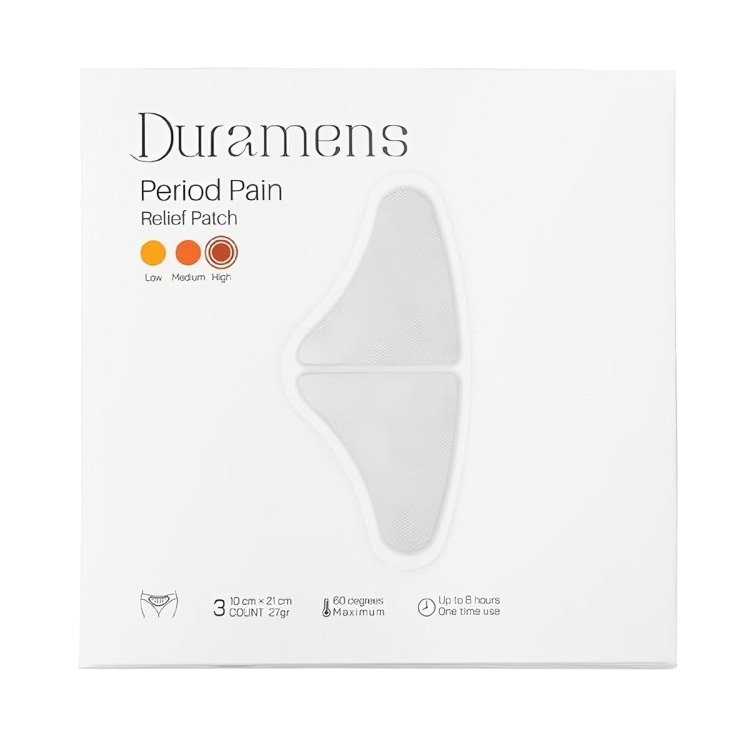 Duramens
Period Pain
Relief Patch
Low Medium High
3 10 cm × 21 cm
COUNT 27gr
60 degrees
Maximum
Up to 8 hours
One time use